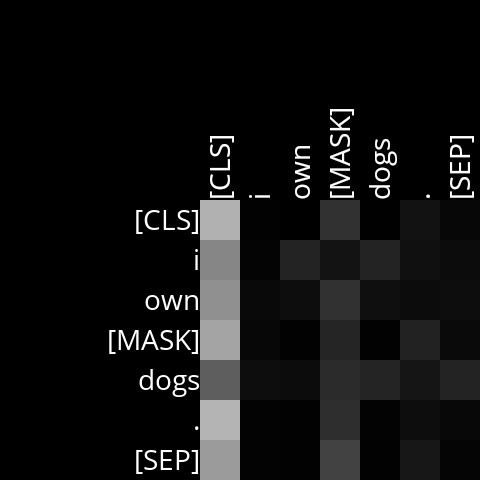 [CLS] i own [MASK] dogs . [SEP]
[CLS]
i
own
[MASK]
dogs
.
[SEP]